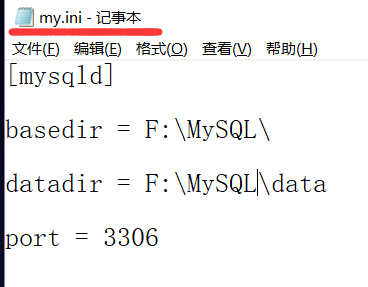 my.ini - 记事本
文件(F) 编辑(E) 格式(O) 查看(V) 帮助(H)
[mysqld]
basedir = F:\MySQL\
datadir = F:\MySQL\data
port = 3306